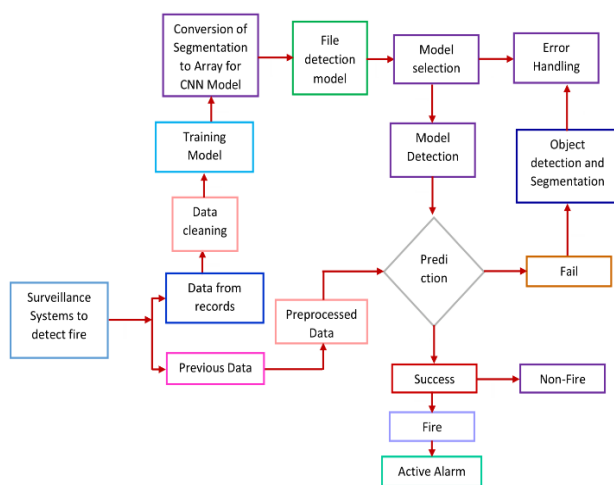 Conversion of
Segmentation
to Array for
CNN Model
File
detection
model
Model
selection
Error
Handling
Training
Model
Model
Detection
Object
detection and
Segmentation
Data
cleaning
Predi
ction
Fail
Surveillance
Systems to
detect fire
Data from
records
Preprocessed
Data
Previous Data
Success
Non-Fire
Fire
Active Alarm